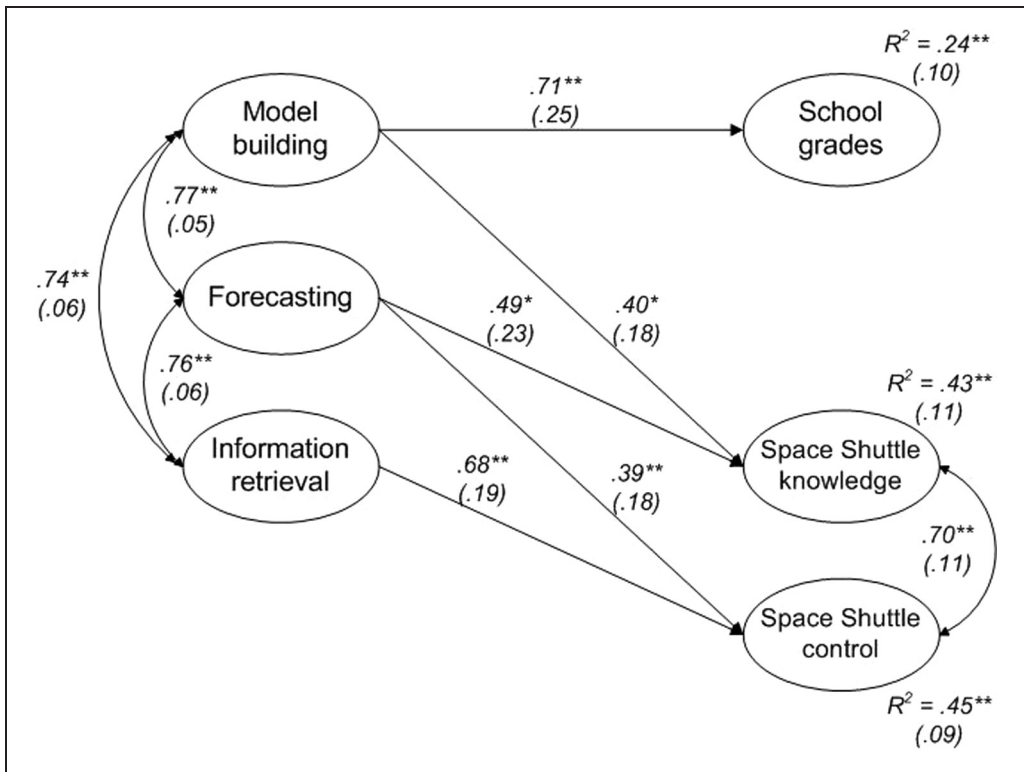 R² = .24**
(.10)
Model
building
.71**
(.25)
School
grades
.77**
(.05)
.74**
(.06)
Forecasting
.49*
(.23)
.40*
(.18)
.76**
(.06)
R² = .43**
(.11)
Information
retrieval
.68**
(.19)
.39**
(.18)
Space Shuttle
knowledge
.70**
(.11)
Space Shuttle
control
R² = .45**
(.09)